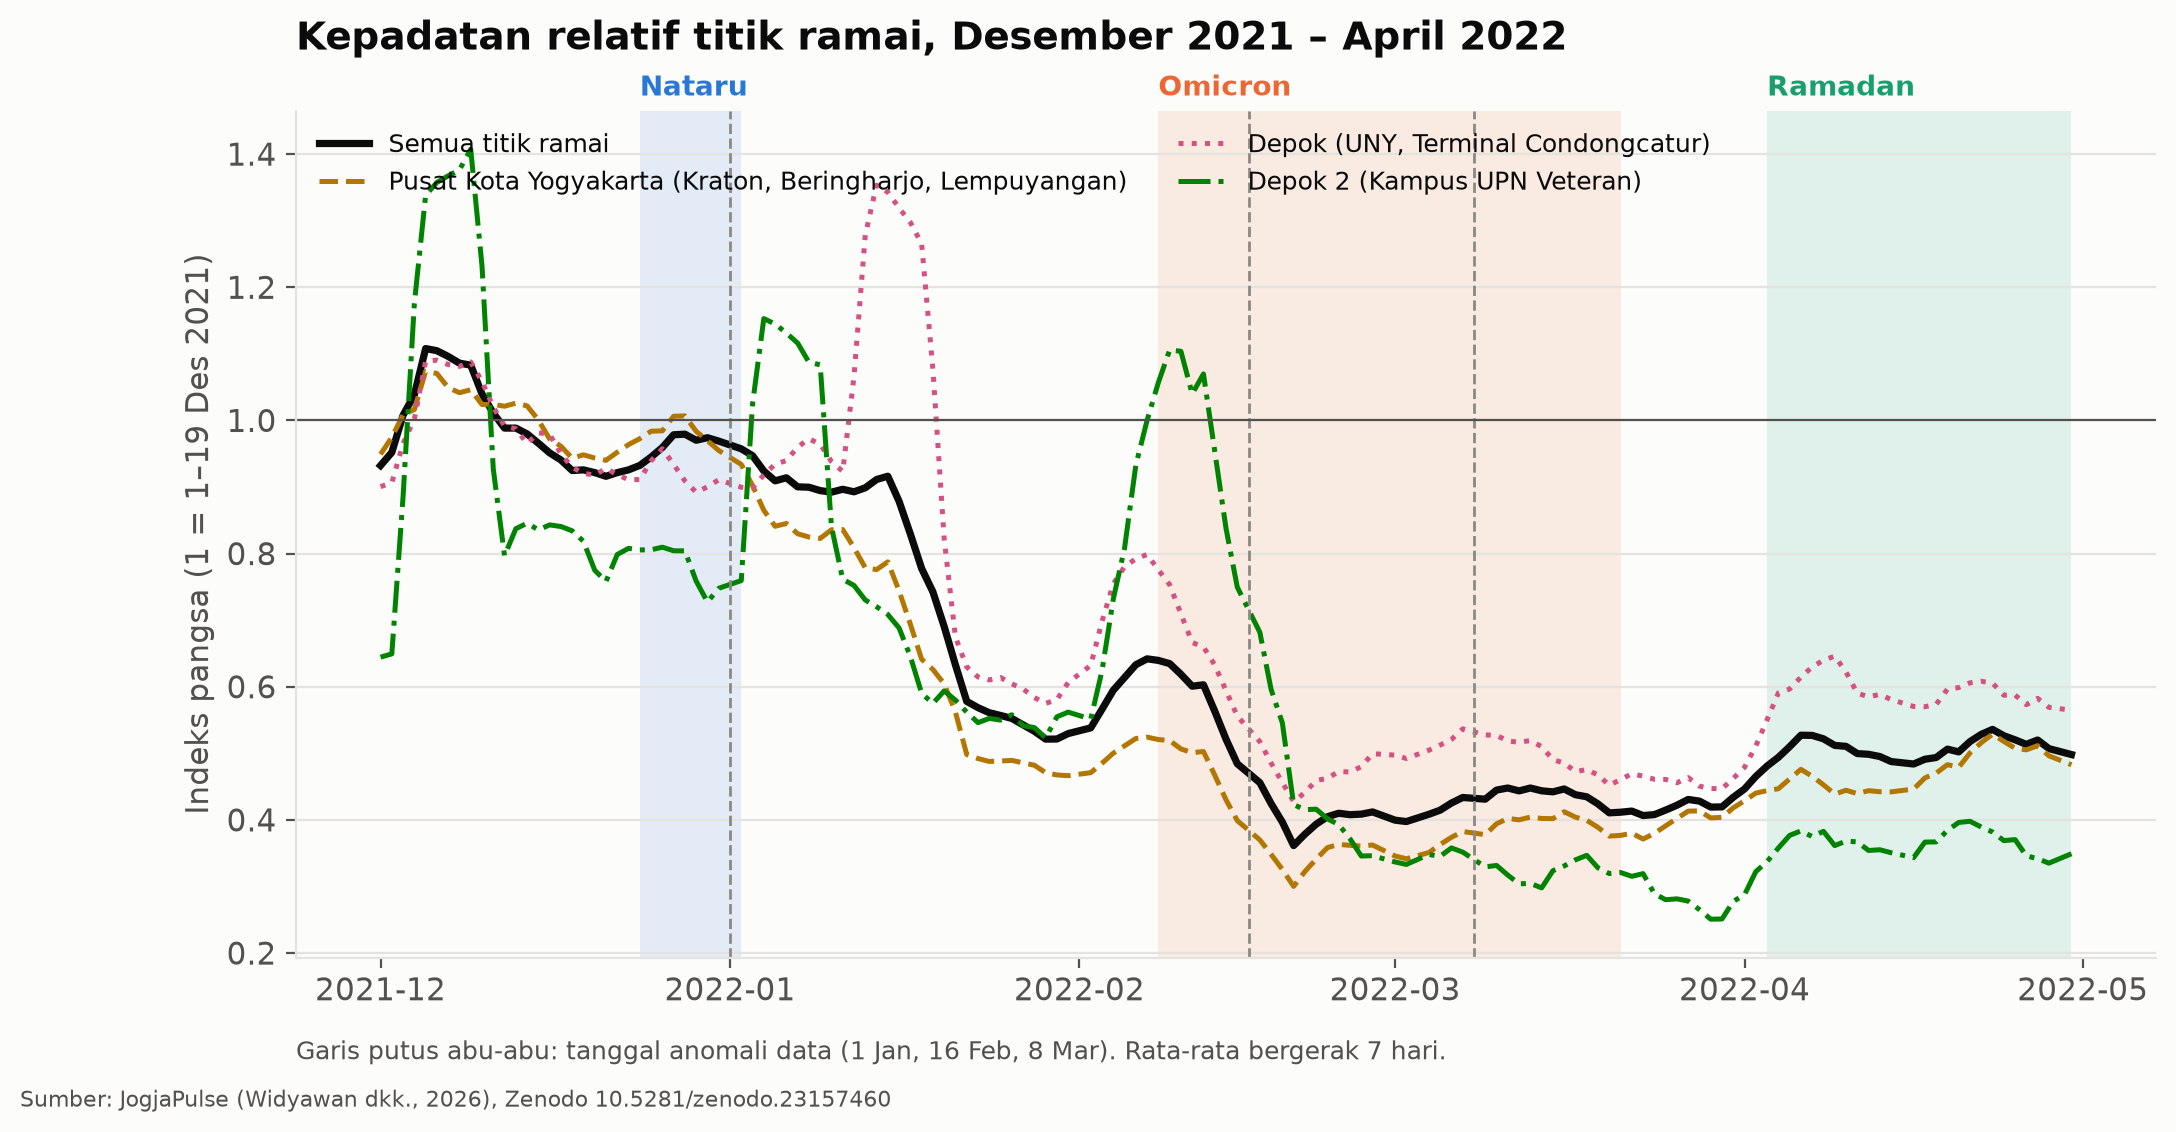 Kepadatan relatif titik ramai, Desember 2021 – April 2022
Nataru
Omicron
Ramadan
Semua titik ramai
Pusat Kota Yogyakarta (Kraton, Beringharjo, Lempuyangan)
Depok (UNY, Terminal Condongcatur)
Depok 2 (Kampus UPN Veteran)
Indeks pangsa (1 = 1–19 Des 2021)
1.4
1.2
1.0
0.8
0.6
0.4
0.2
2021-12
2022-01
2022-02
2022-03
2022-04
2022-05
Garis putus abu-abu: tanggal anomali data (1 Jan, 16 Feb, 8 Mar). Rata-rata bergerak 7 hari.
Sumber: JogjaPulse (Widyawan dkk., 2026), Zenodo 10.5281/zenodo.23157460